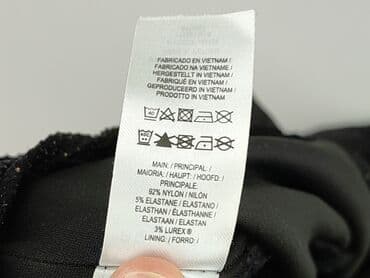 FABRICADO EN VIETNAM /
FABRICADO NA VIETNAME /
HERGESTELLT IN VIETNAM /
FABRIQUÉ EN VIETNAM /
GEPRODUCEERD IN VIETNAM /
PRODOTTO IN VIETNAM
MAIN: / PRINCIPAL: /
MAIORIA: / HAUPT: / HOOFD: /
PRINCIPALE:
92% NYLON / NILÓN
5% ELASTANE / ELASTANO /
ELASTHAN / ÉLASTHANNE /
ELASTAAN / ELASTAN
3% LUREX®
LINING: / FORRO: /